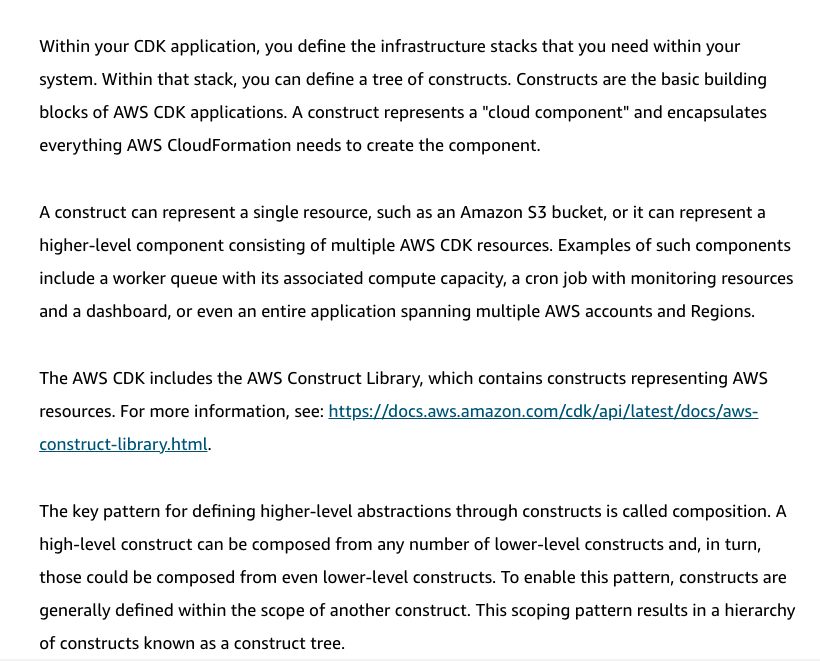 Within your CDK application, you define the infrastructure stacks that you need within your
system. Within that stack, you can define a tree of constructs. Constructs are the basic building
blocks of AWS CDK applications. A construct represents a "cloud component" and encapsulates
everything AWS CloudFormation needs to create the component.
A construct can represent a single resource, such as an Amazon S3 bucket, or it can represent a
higher-level component consisting of multiple AWS CDK resources. Examples of such components
include a worker queue with its associated compute capacity, a cron job with monitoring resources
and a dashboard, or even an entire application spanning multiple AWS accounts and Regions.
The AWS CDK includes the AWS Construct Library, which contains constructs representing AWS
resources. For more information, see: https://docs.aws.amazon.com/cdk/api/latest/docs/aws-
construct-library.html.
The key pattern for defining higher-level abstractions through constructs is called composition. A
high-level construct can be composed from any number of lower-level constructs and, in turn,
those could be composed from even lower-level constructs. To enable this pattern, constructs are
generally defined within the scope of another construct. This scoping pattern results in a hierarchy
of constructs known as a construct tree.